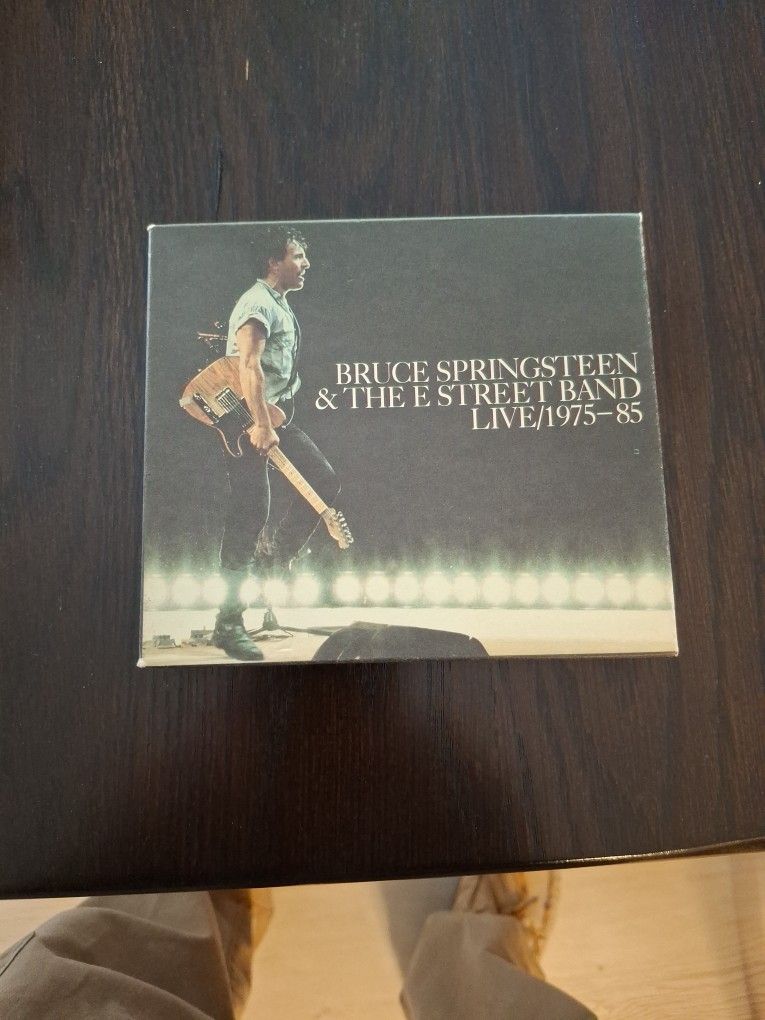 BRUCE SPRINGSTEEN
& THE E STREET BAND
LIVE/1975–85